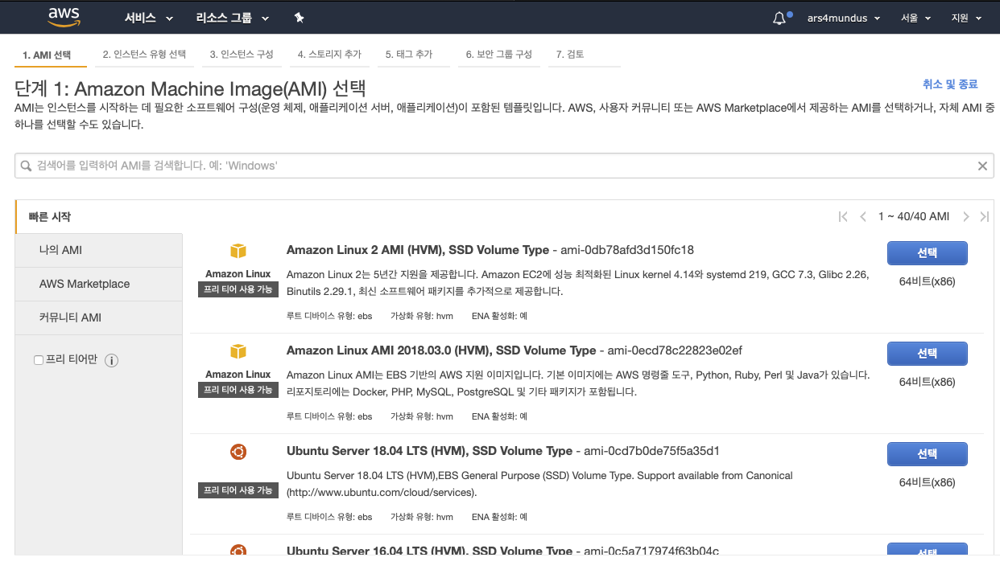 aws 서비스 리소스 그룹 ars4mundus 서울 지원
1. AMI 선택 2. 인스턴스 유형 선택 3. 인스턴스 구성 4. 스토리지 추가 5. 태그 추가 6. 보안 그룹 구성 7. 검토
단계 1: Amazon Machine Image(AMI) 선택 취소 및 종료
AMI는 인스턴스를 시작하는 데 필요한 소프트웨어 구성(운영 체제, 애플리케이션 서버, 애플리케이션)이 포함된 템플릿입니다. AWS, 사용자 커뮤니티 또는 AWS Marketplace에서 제공하는 AMI를 선택하거나, 자체 AMI 중
하나를 선택할 수도 있습니다.
검색어를 입력하여 AMI를 검색합니다. 예: 'Windows'
빠른 시작 1 ~ 40/40 AMI
나의 AMI
AWS Marketplace
커뮤니티 AMI
프리 티어만
Amazon Linux
프리 티어 사용 가능
Amazon Linux 2 AMI (HVM), SSD Volume Type - ami-0db78afd3d150fc18
Amazon Linux 2는 5년간 지원을 제공합니다. Amazon EC2에 성능 최적화된 Linux kernel 4.14와 systemd 219, GCC 7.3, Glibc 2.26,
Binutils 2.29.1, 최신 소프트웨어 패키지를 추가적으로 제공합니다.
루트 디바이스 유형: ebs 가상화 유형: hvm ENA 활성화: 예
선택
64비트(x86)
Amazon Linux
프리 티어 사용 가능
Amazon Linux AMI 2018.03.0 (HVM), SSD Volume Type - ami-0ecd78c22823e02ef
Amazon Linux AMI는 EBS 기반의 AWS 지원 이미지입니다. 기본 이미지에는 AWS 명령줄 도구, Python, Ruby, Perl 및 Java가 있습니다.
리포지토리에는 Docker, PHP, MySQL, PostgreSQL 및 기타 패키지가 포함됩니다.
루트 디바이스 유형: ebs 가상화 유형: hvm ENA 활성화: 예
선택
64비트(x86)
프리 티어 사용 가능
Ubuntu Server 18.04 LTS (HVM), SSD Volume Type - ami-0cd7b0de75f5a35d1
Ubuntu Server 18.04 LTS (HVM),EBS General Purpose (SSD) Volume Type. Support available from Canonical
(http://www.ubuntu.com/cloud/services).
루트 디바이스 유형: ebs 가상화 유형: hvm ENA 활성화: 예
선택
64비트(x86)
Ubuntu Server 16.04 LTS (HVM), SSD Volume Type - ami-0c5a717974f63b04c
선택